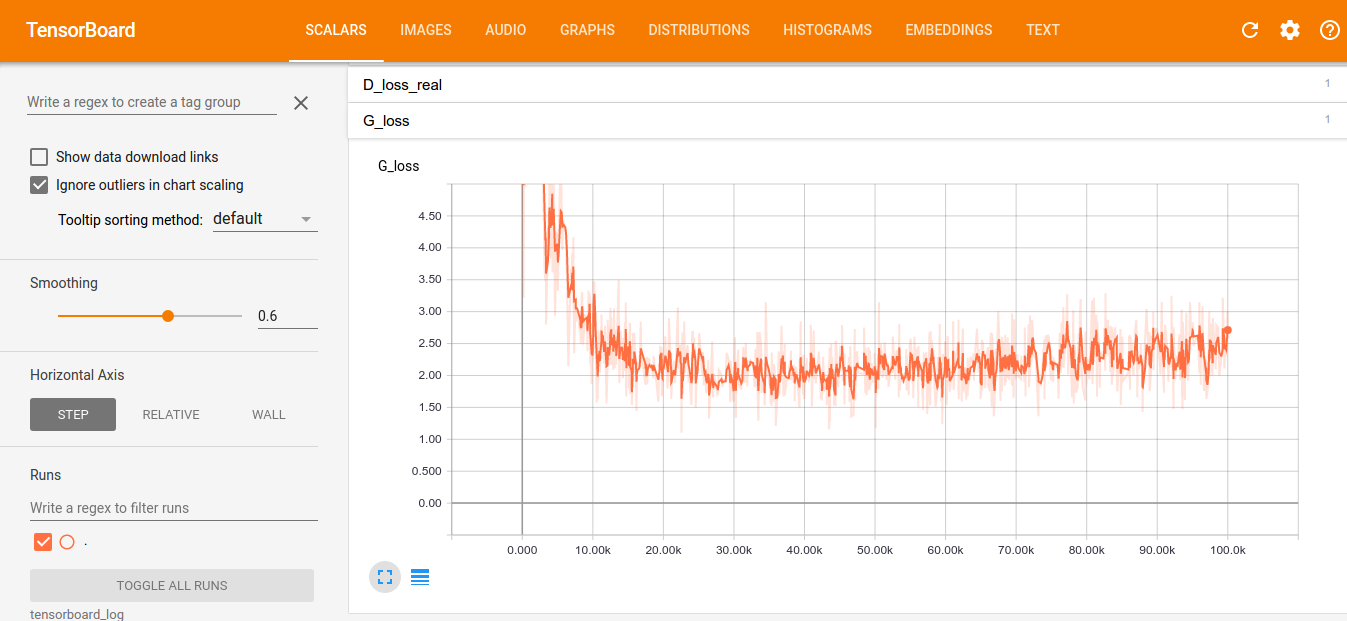 TensorBoard
SCALARS IMAGES AUDIO GRAPHS DISTRIBUTIONS HISTOGRAMS EMBEDDINGS TEXT
Write a regex to create a tag group
Show data download links
Ignore outliers in chart scaling
Tooltip sorting method: default
Smoothing
0.6
Horizontal Axis
STEP RELATIVE WALL
Runs
Write a regex to filter runs
.
TOGGLE ALL RUNS
tensorboard_log
D_loss_real 1
G_loss 1
G_loss
4.50
4.00
3.50
3.00
2.50
2.00
1.50
1.00
0.500
0.00
0.000 10.00k 20.00k 30.00k 40.00k 50.00k 60.00k 70.00k 80.00k 90.00k 100.0k